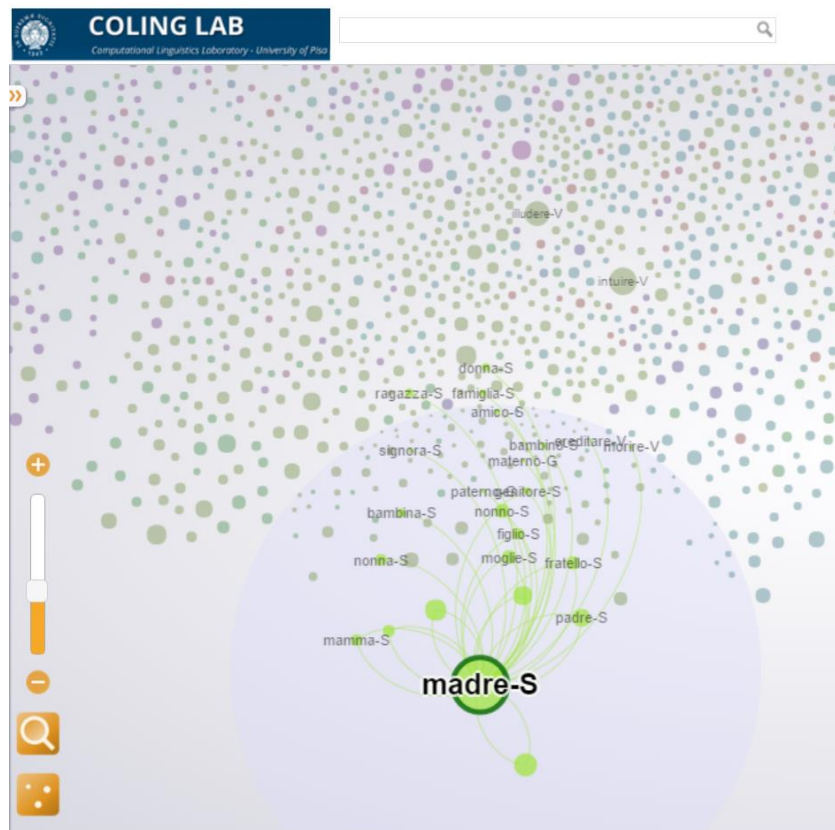 COLING LAB
Computational Linguistics Laboratory - University of Pisa
illudere-V
intuire-V
donna-S
ragazza-S famiglia-S
amico-S
signora-S bambino-S ereditare-V morire-V
materno-G
paterno-G genitore-S
bambina-S nonno-S
figlio-S
nonna-S moglie-S fratello-S
padre-S
mamma-S
madre-S